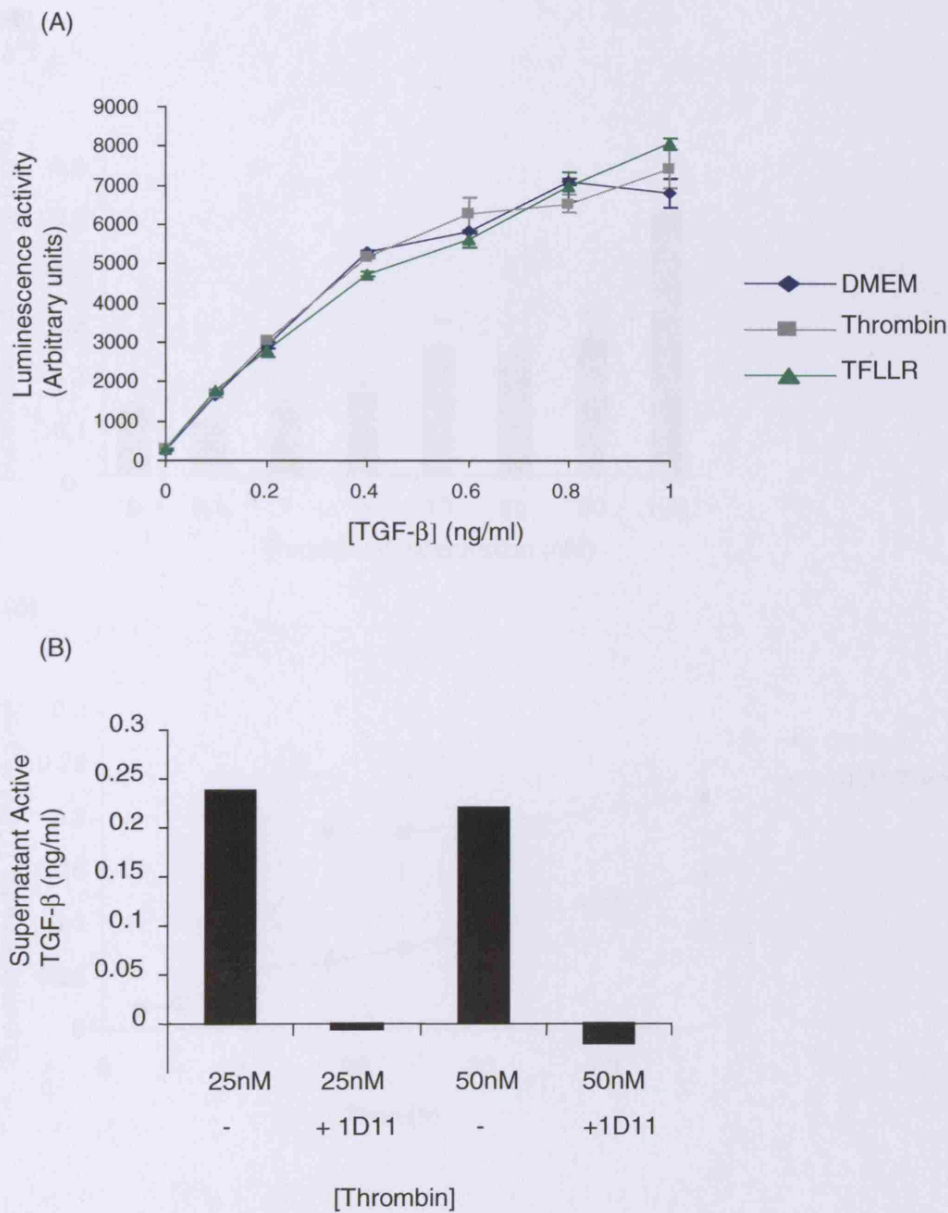 (A)
Luminescence activity
(Arbitrary units)
9000
8000
7000
6000
5000
4000
3000
2000
1000
0
0 0.2 0.4 0.6 0.8 1
[TGF-β] (ng/ml)
DMEM
Thrombin
TFLLR
(B)
Supernatant Active
TGF-β (ng/ml)
0.3
0.25
0.2
0.15
0.1
0.05
0
25nM 25nM 50nM 50nM
- + 1D11 - +1D11
[Thrombin]